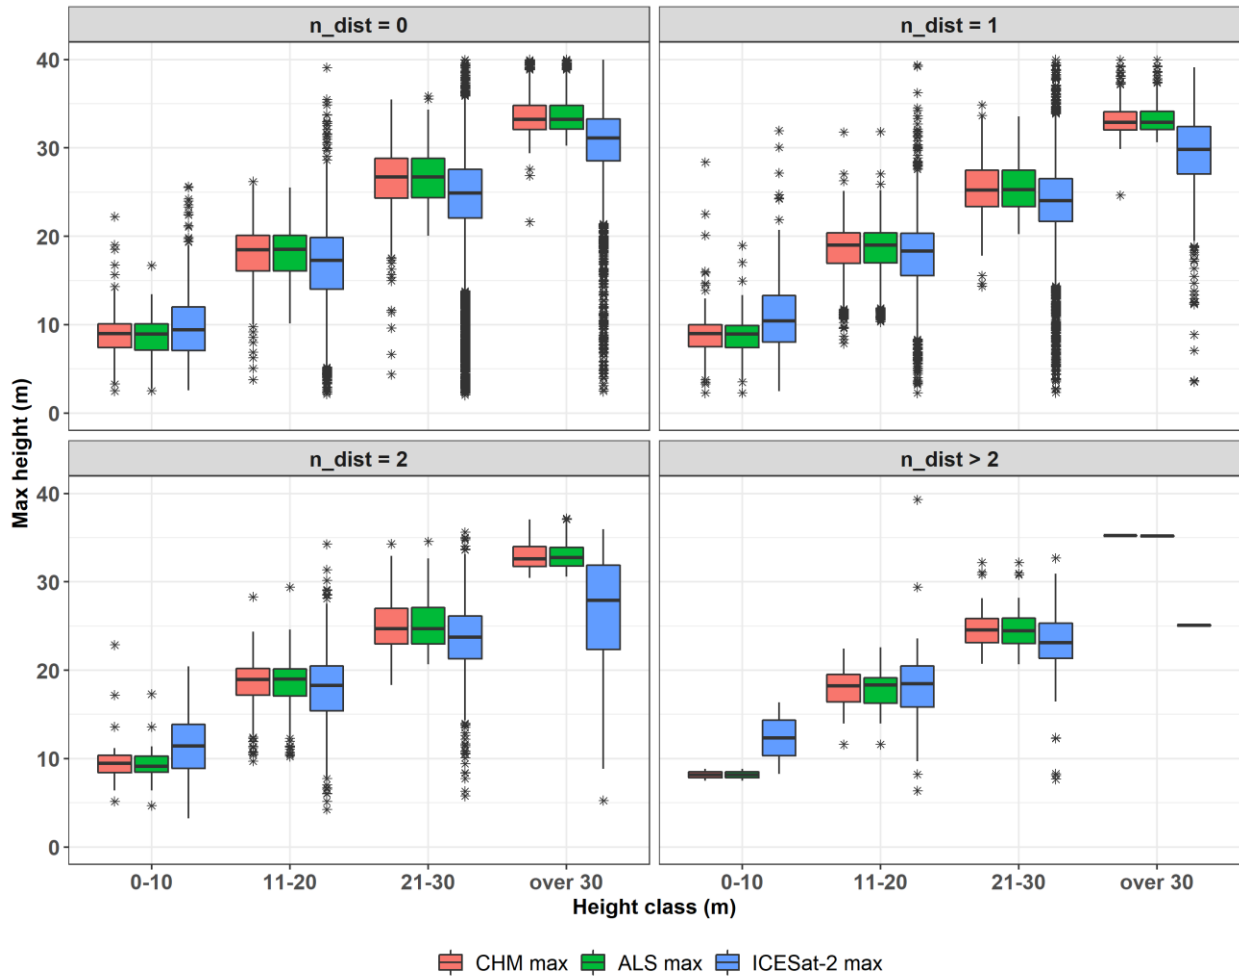 n_dist = 0
n_dist = 1
40
30
20
10
0
n_dist = 2
n_dist > 2
40
30
20
10
0
Max height (m)
0-10 11-20 21-30 over 30
0-10 11-20 21-30 over 30
Height class (m)
CHM max ALS max ICESat-2 max